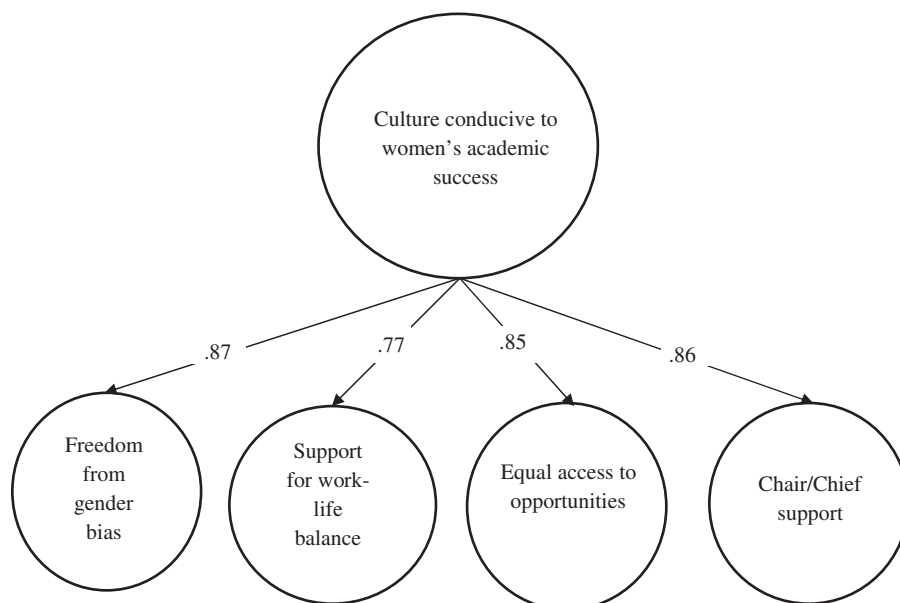 Culture conducive to
women's academic
success
.87
.77
.85
.86
Freedom
from
gender
bias
Support
for work-
life
balance
Equal access to
opportunities
Chair/Chief
support